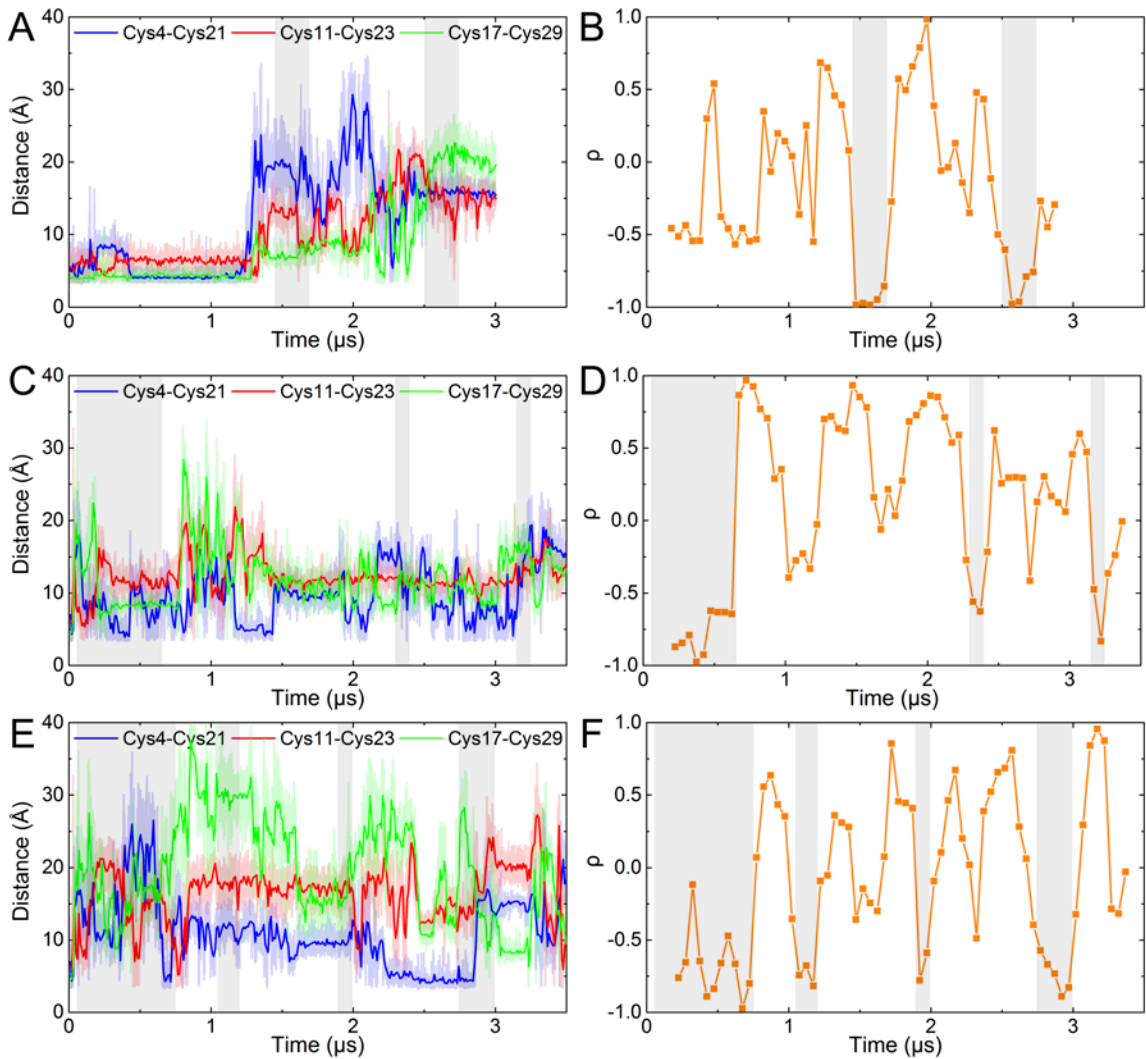 A
Cys4-Cys21 Cys11-Cys23 Cys17-Cys29
40
30
20
10
0
Distance (Å)
0 1 2 3
Time (µs)
B
1.0
0.5
0.0
-0.5
-1.0
ρ
0 1 2 3
Time (µs)
C
Cys4-Cys21 Cys11-Cys23 Cys17-Cys29
40
30
20
10
0
Distance (Å)
0 1 2 3
Time (µs)
D
1.0
0.5
0.0
-0.5
-1.0
ρ
0 1 2 3
Time (µs)
E
Cys4-Cys21 Cys11-Cys23 Cys17-Cys29
40
30
20
10
0
Distance (Å)
0 1 2 3
Time (µs)
F
1.0
0.5
0.0
-0.5
-1.0
ρ
0 1 2 3
Time (µs)